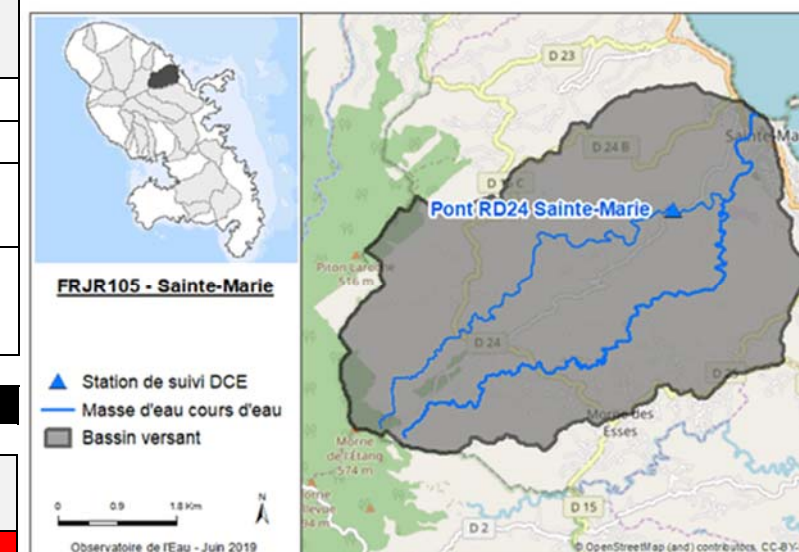 FRJR105 - Sainte-Marie
Station de suivi DCE
Masse d'eau cours d'eau
Bassin versant
0 0.9 1.8 Km
N
Observatoire de l'Eau - Juin 2019
D 23
D 24 B
Pont RD24 Sainte-Marie
Piton Laroche
516 m
D 24
Morne des
Esses
Morne
de l'Étang
574 m
D 15
D 2
© OpenStreetMap (and) contributors, CC-BY-